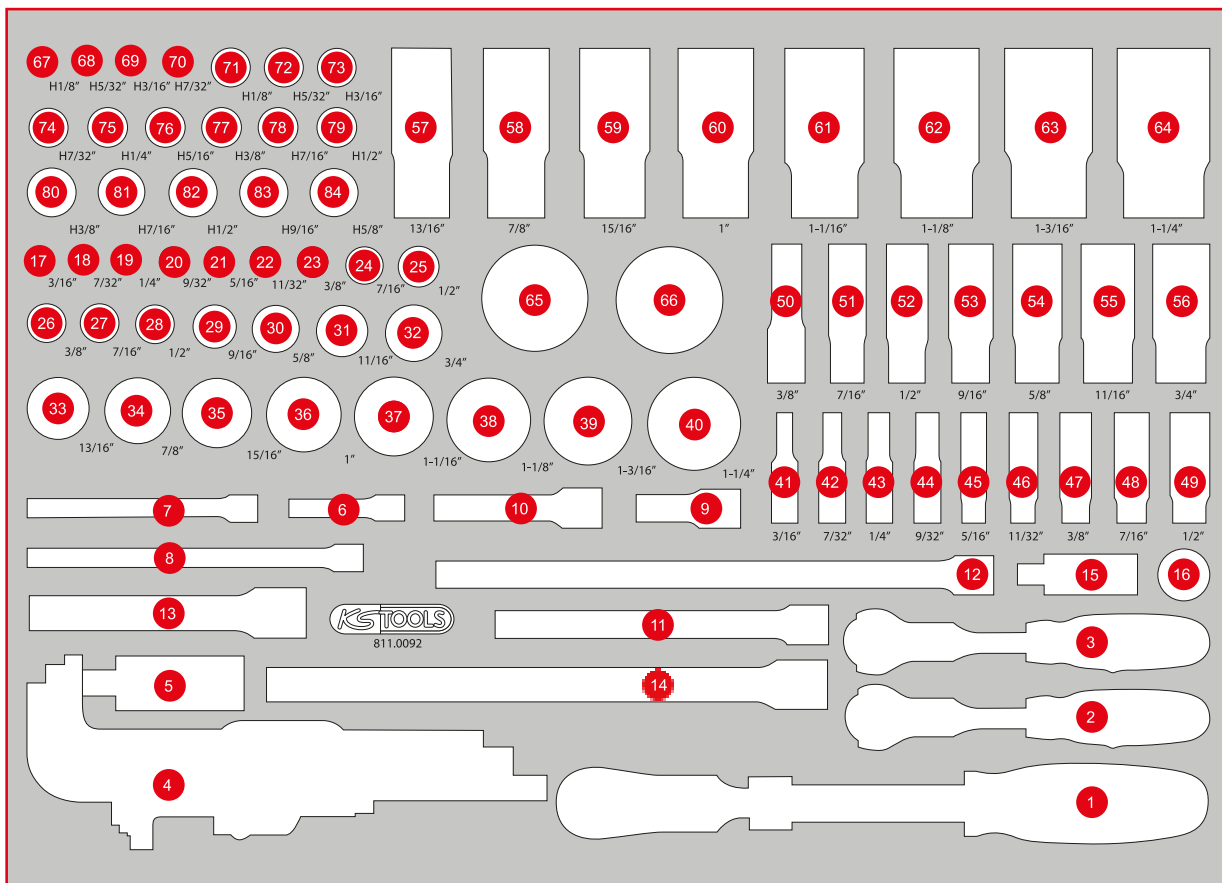 67 68 69 70 71 72 73
H1/8″ H5/32″ H3/16″ H7/32″ H1/8″ H5/32″ H3/16″
74 75 76 77 78 79
H7/32″ H1/4″ H5/16″ H3/8″ H7/16″ H1/2″
80 81 82 83 84
H3/8″ H7/16″ H1/2″ H9/16″ H5/8″
57 58 59 60 61 62 63 64
13/16″ 7/8″ 15/16″ 1″ 1-1/16″ 1-1/8″ 1-3/16″ 1-1/4″
17 18 19 20 21 22 23 24 25
3/16″ 7/32″ 1/4″ 9/32″ 5/16″ 11/32″ 3/8″ 7/16″ 1/2″
26 27 28 29 30 31 32
3/8″ 7/16″ 1/2″ 9/16″ 5/8″ 11/16″ 3/4″
65 66
50 51 52 53 54 55 56
3/8″ 7/16″ 1/2″ 9/16″ 5/8″ 11/16″ 3/4″
33 34 35 36 37 38 39 40
13/16″ 7/8″ 15/16″ 1″ 1-1/16″ 1-1/8″ 1-3/16″ 1-1/4″
41 42 43 44 45 46 47 48 49
3/16″ 7/32″ 1/4″ 9/32″ 5/16″ 11/32″ 3/8″ 7/16″ 1/2″
7 6 10 9
8 12 15 16
13 KS TOOLS 11 3
811.0092
5 14 2
4 1